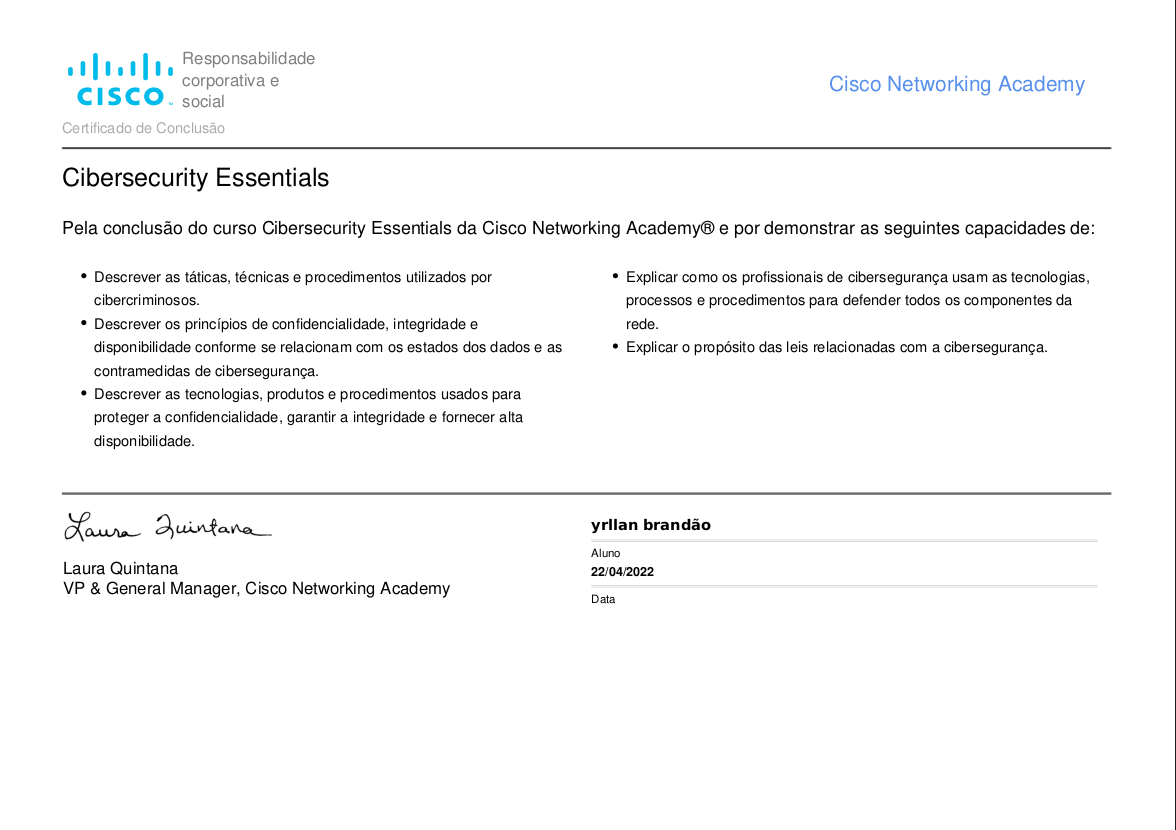 CISCO
Responsabilidade
corporativa e
social
Certificado de Conclusão
Cisco Networking Academy
Cibersecurity Essentials
Pela conclusão do curso Cibersecurity Essentials da Cisco Networking Academy® e por demonstrar as seguintes capacidades de:
• Descrever as táticas, técnicas e procedimentos utilizados por
cibercriminosos.
• Descrever os princípios de confidencialidade, integridade e
disponibilidade conforme se relacionam com os estados dos dados e as
contramedidas de cibersegurança.
• Descrever as tecnologias, produtos e procedimentos usados para
proteger a confidencialidade, garantir a integridade e fornecer alta
disponibilidade.
• Explicar como os profissionais de cibersegurança usam as tecnologias,
processos e procedimentos para defender todos os componentes da
rede.
• Explicar o propósito das leis relacionadas com a cibersegurança.
Laura Quintana
Laura Quintana
VP & General Manager, Cisco Networking Academy
yrllan brandão
Aluno
22/04/2022
Data